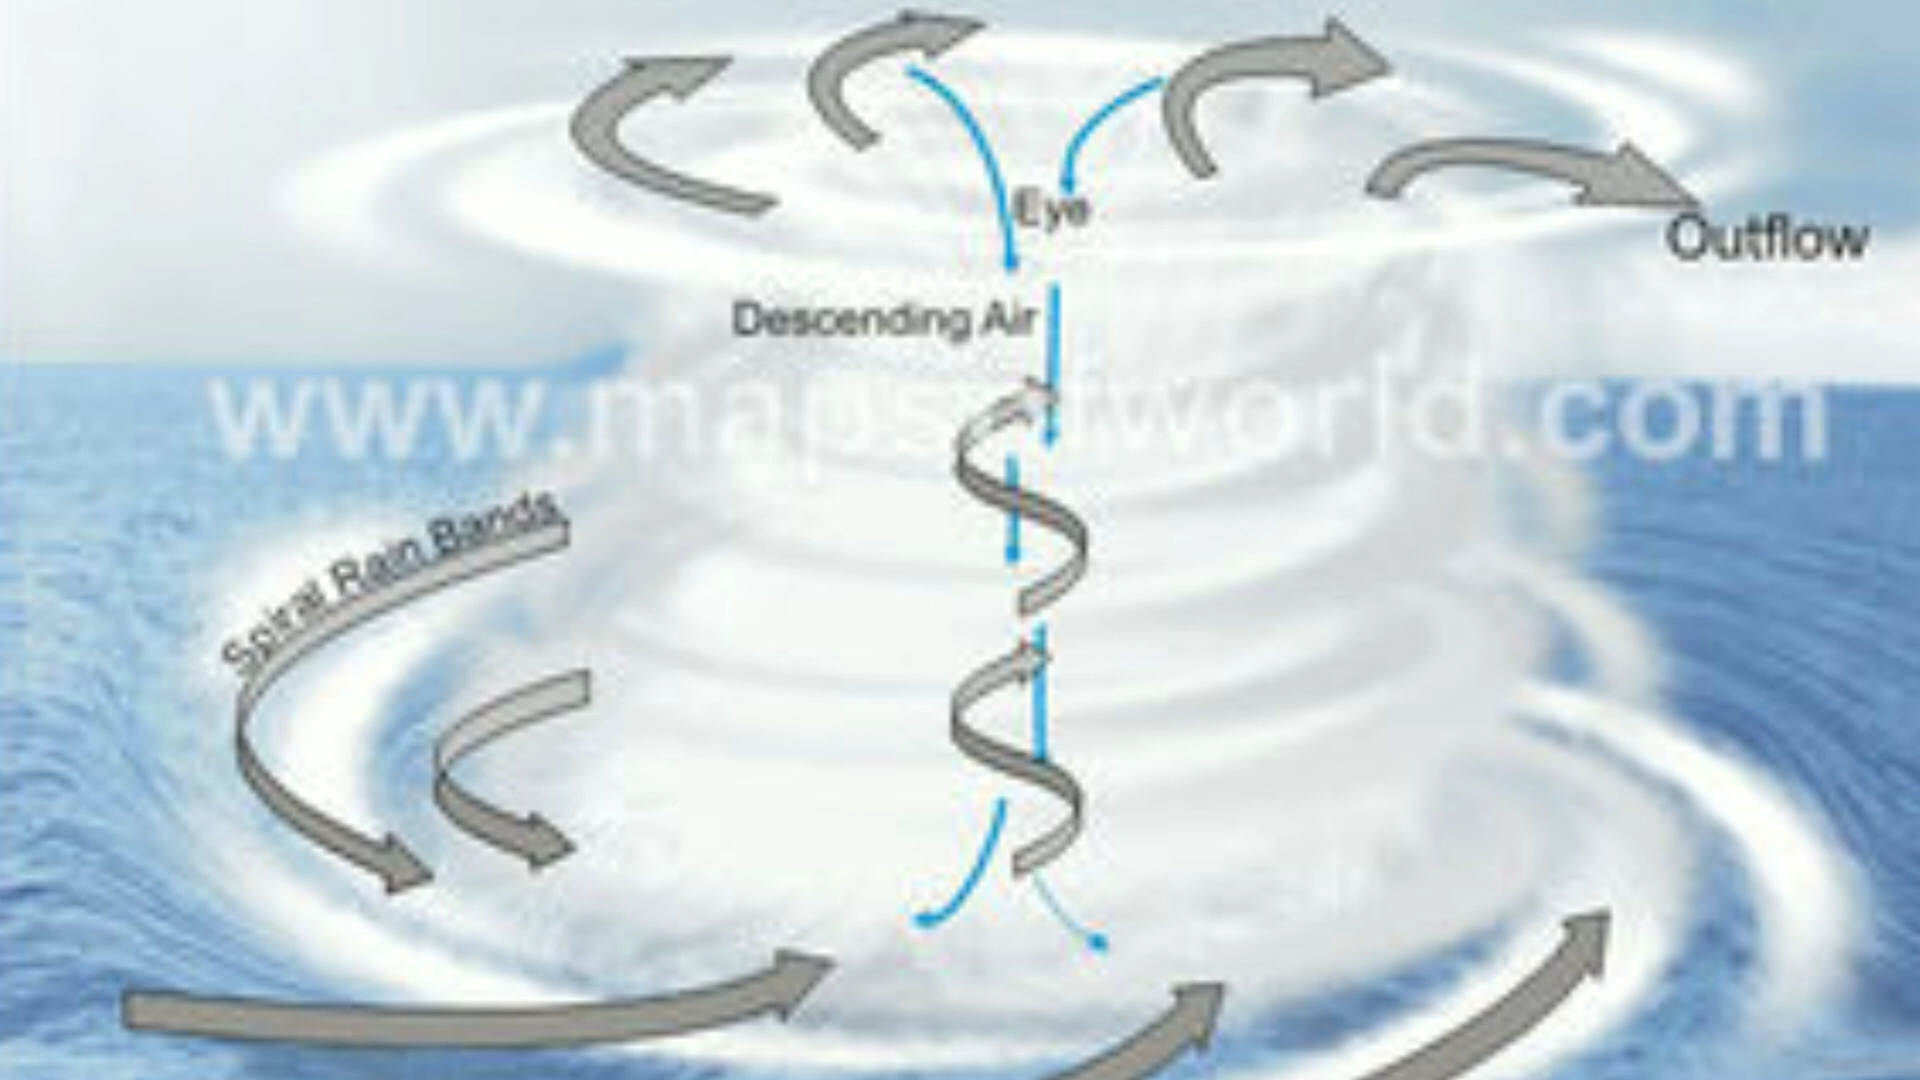 Eye
Outflow
Descending Air
www.mapsofworld.com
Spiral Rain Bands